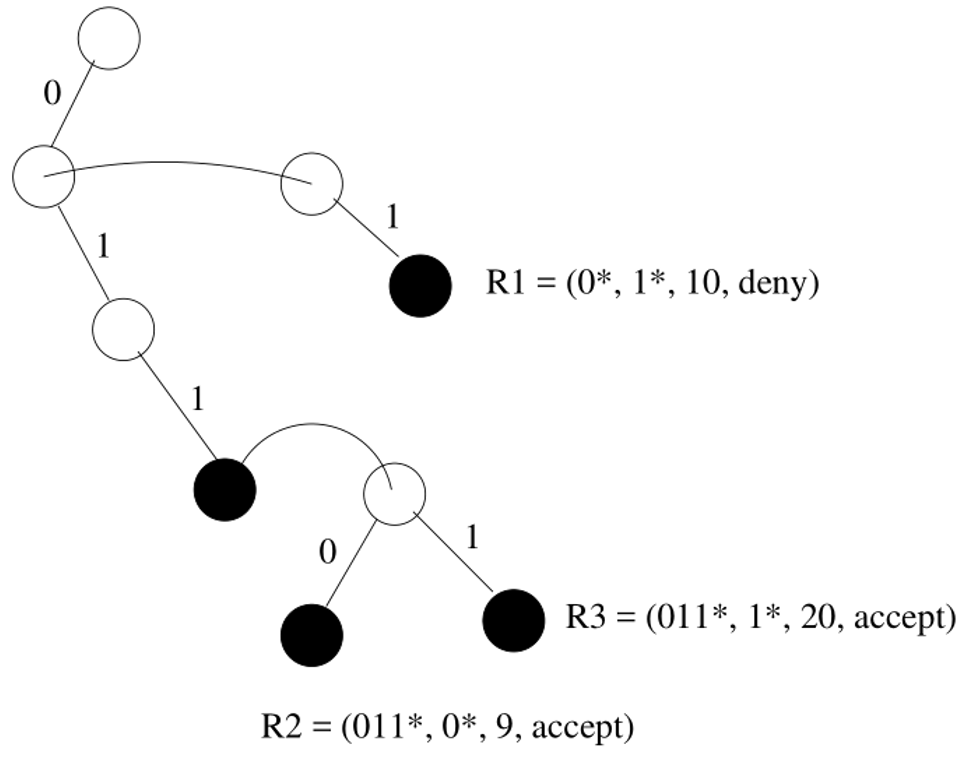 0
1
1
R1 = (0*, 1*, 10, deny)
1
0
1
R3 = (011*, 1*, 20, accept)
R2 = (011*, 0*, 9, accept)